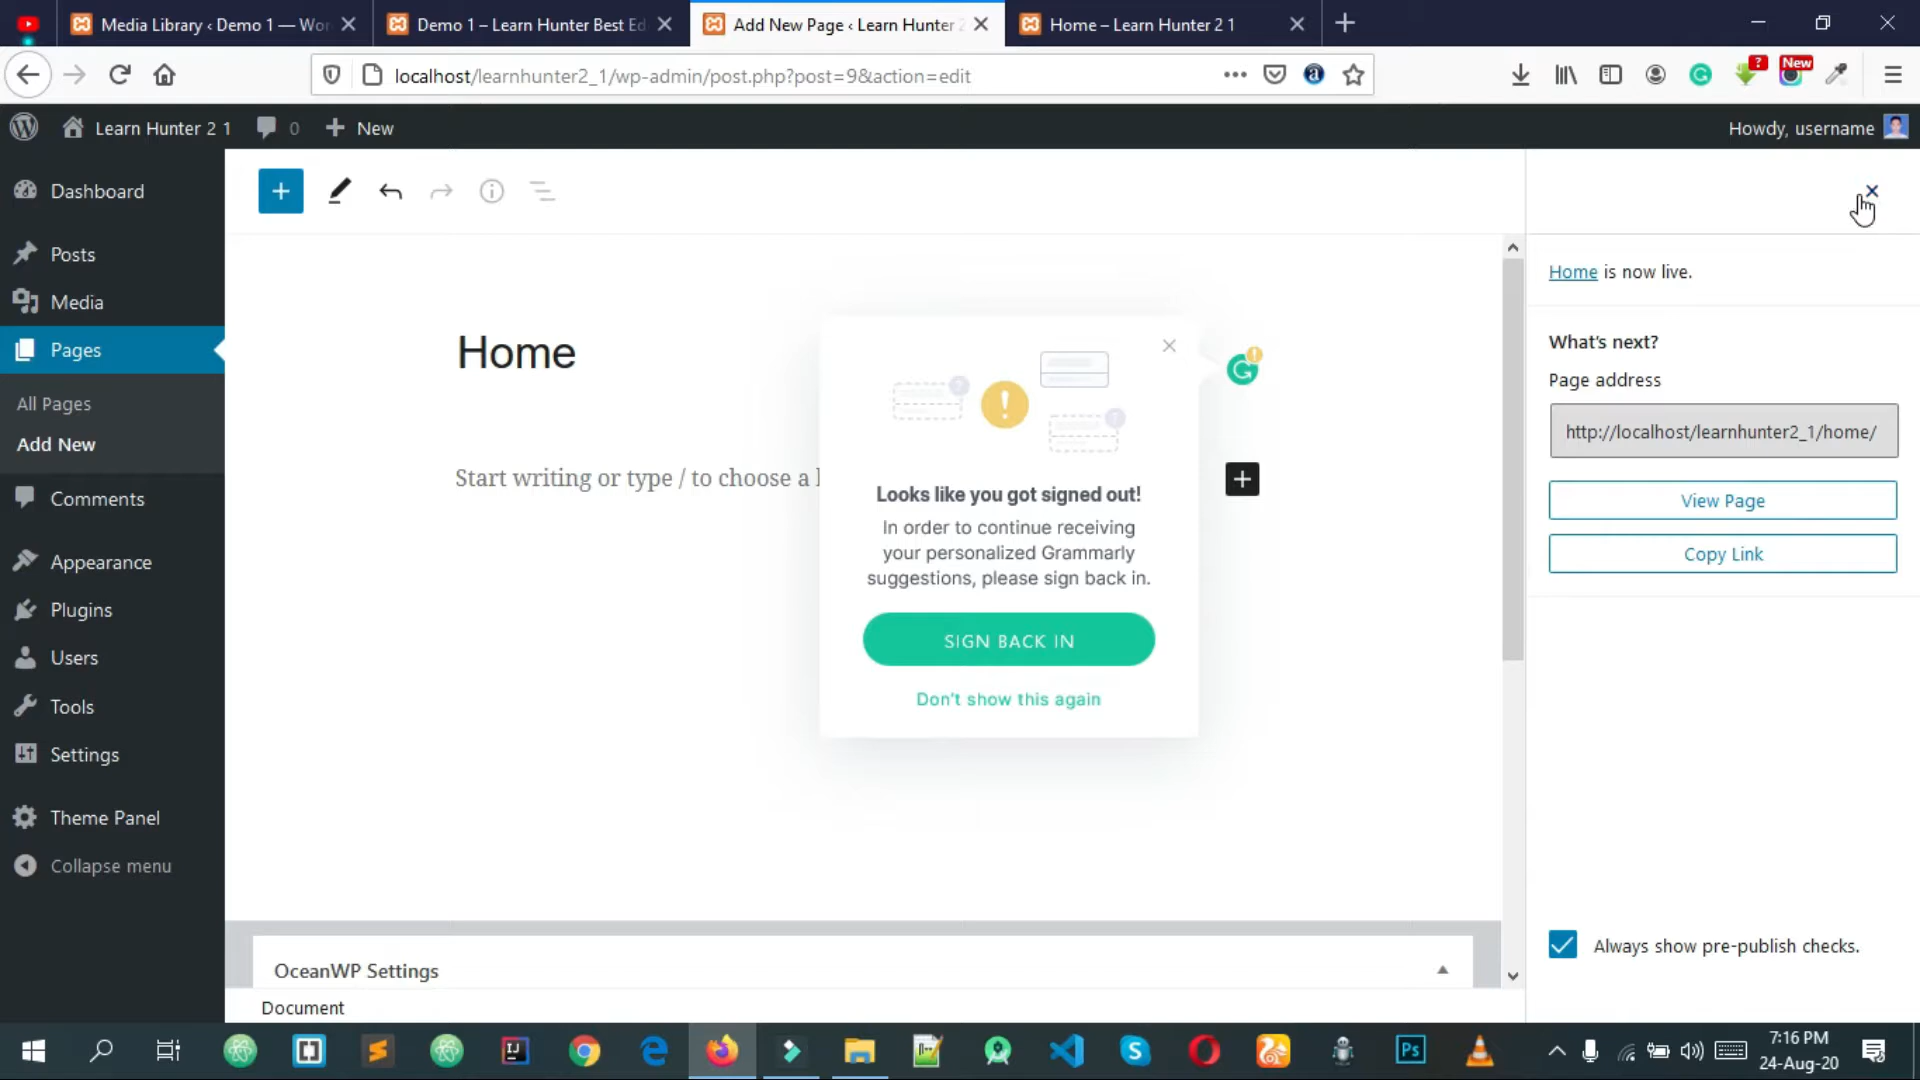 Media Library ‹ Demo 1 — Wor
Demo 1 – Learn Hunter Best Ed
Add New Page ‹ Learn Hunter 2
Home – Learn Hunter 2 1
localhost/learnhunter2_1/wp-admin/post.php?post=9&action=edit
?
New
Learn Hunter 2 1
0
New
Howdy, username
Dashboard
Posts
Media
Pages
All Pages
Add New
Comments
Appearance
Plugins
Users
Tools
Settings
Theme Panel
Collapse menu
Home
Start writing or type / to choose a
Looks like you got signed out!
In order to continue receiving
your personalized Grammarly
suggestions, please sign back in.
SIGN BACK IN
Don't show this again
Home is now live.
What's next?
Page address
http://localhost/learnhunter2_1/home/
View Page
Copy Link
Always show pre-publish checks.
OceanWP Settings
Document
7:16 PM
24-Aug-20